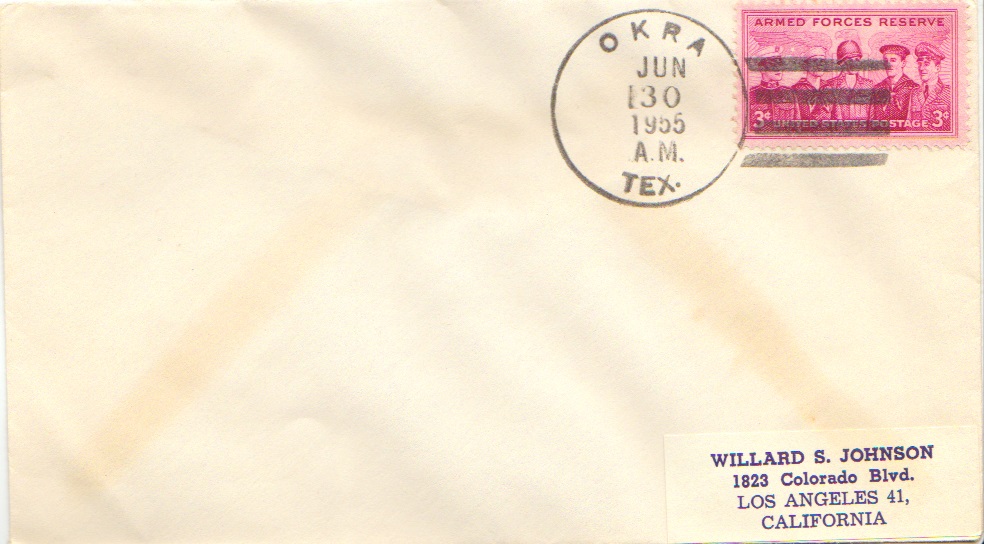 OKRA
JUN
30
1955
A.M.
TEX.
ARMED FORCES RESERVE
3¢ UNITED STATES POSTAGE 3¢
WILLARD S. JOHNSON
1823 Colorado Blvd.
LOS ANGELES 41,
CALIFORNIA